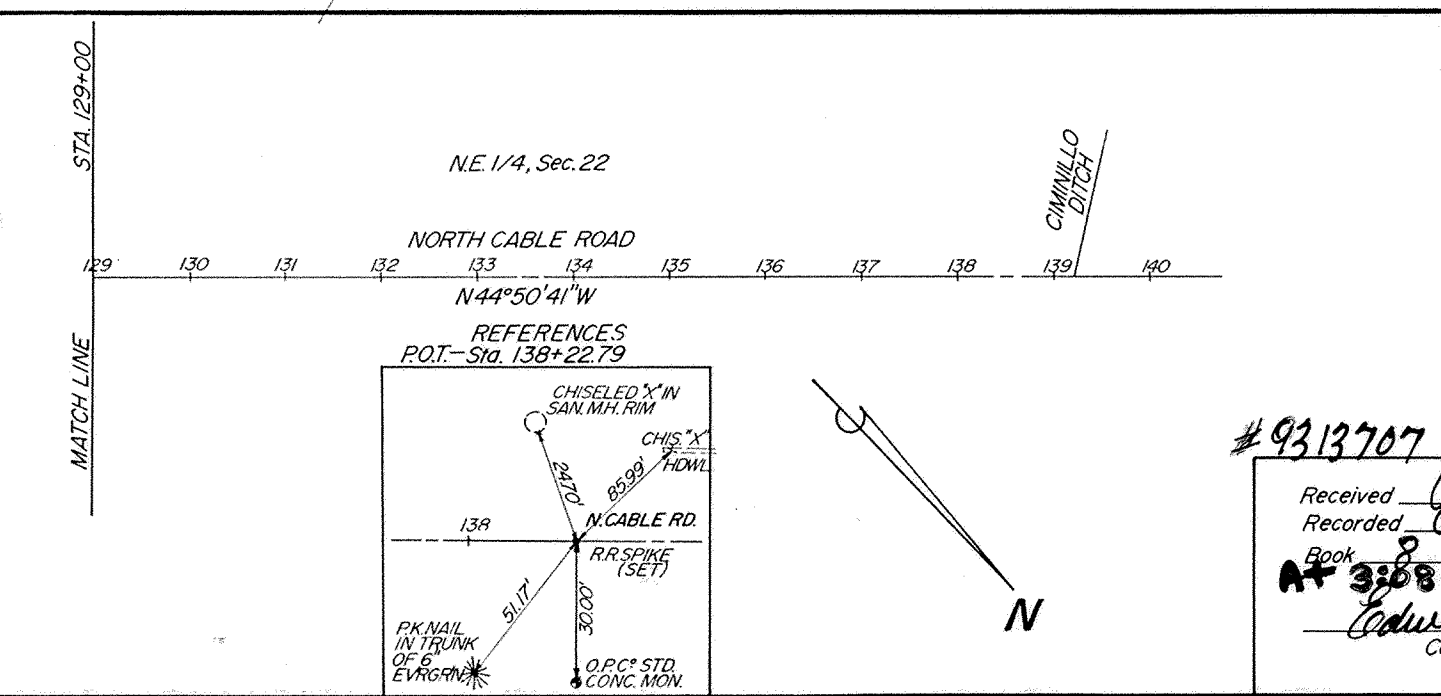 STA. 129+00
MATCH LINE
N.E. 1/4, Sec. 22
CIMINILLO
DITCH
NORTH CABLE ROAD
129 130 131 132 133 134 135 136 137 138 139 140
N44°50'41"W
REFERENCES
P.O.T.—Sta. 138+22.79
CHISELED "X" IN
SAN. M.H. RIM
CHIS. "X"
HDWL
24.70'
85.99'
138
N. CABLE RD.
R.R. SPIKE
(SET)
51.17'
30.00'
P.K. NAIL
IN TRUNK
OF 6"
EVRGRN.
O.P.Co. STD.
CONC. MON.
N
#9313707
Received
Recorded
Book 8
At 3:08